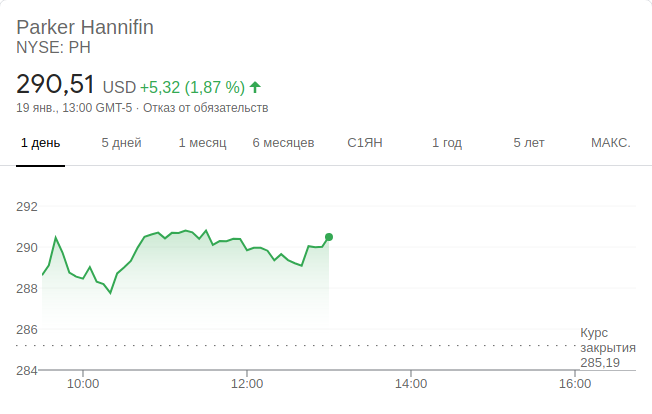 Parker Hannifin
NYSE: PH
290,51 USD +5,32 (1,87 %)
19 янв., 13:00 GMT-5 · Отказ от обязательств
1 день 5 дней 1 месяц 6 месяцев С1ЯН 1 год 5 лет МАКС.
292
290
288
286
Курс
закрытия
285,19
284
10:00 12:00 14:00 16:00